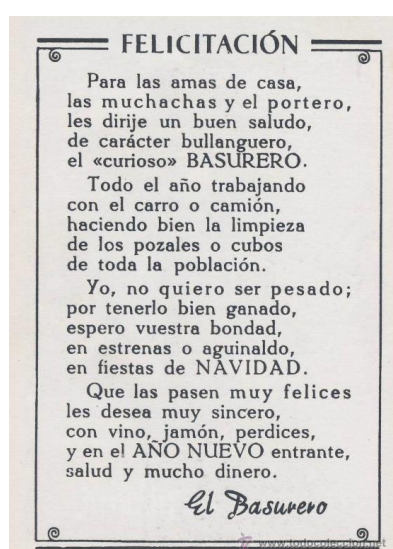 FELICITACIÓN
Para las amas de casa,
las muchachas y el portero,
les dirije un buen saludo,
de carácter bullanguero,
el «curioso» BASURERO.
Todo el año trabajando
con el carro o camión,
haciendo bien la limpieza
de los pozales o cubos
de toda la población.
Yo, no quiero ser pesado;
por tenerlo bien ganado,
espero vuestra bondad,
en estrenas o aguinaldo,
en fiestas de NAVIDAD.
Que las pasen muy felices
les desea muy sincero,
con vino, jamón, perdices,
y en el AÑO NUEVO entrante,
salud y mucho dinero.
El Basurero
www.todocoleccion.net